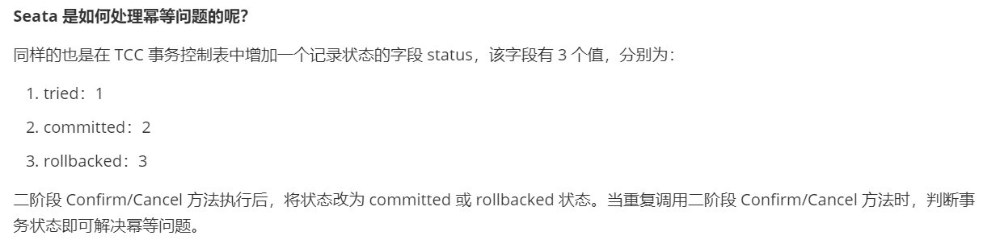 Seata 是如何处理幂等问题的呢？
同样的也是在 TCC 事务控制表中增加一个记录状态的字段 status，该字段有 3 个值，分别为：
1. tried：1
2. committed：2
3. rollbacked：3
二阶段 Confirm/Cancel 方法执行后，将状态改为 committed 或 rollbacked 状态。当重复调用二阶段 Confirm/Cancel 方法时，判断事
务状态即可解决幂等问题。